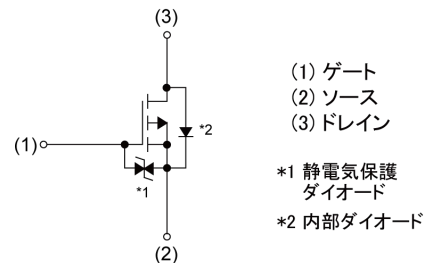 (3)
(1)
*2
*1
(2)
(1) ゲート
(2) ソース
(3) ドレイン
*1 静電気保護
ダイオード
*2 内部ダイオード